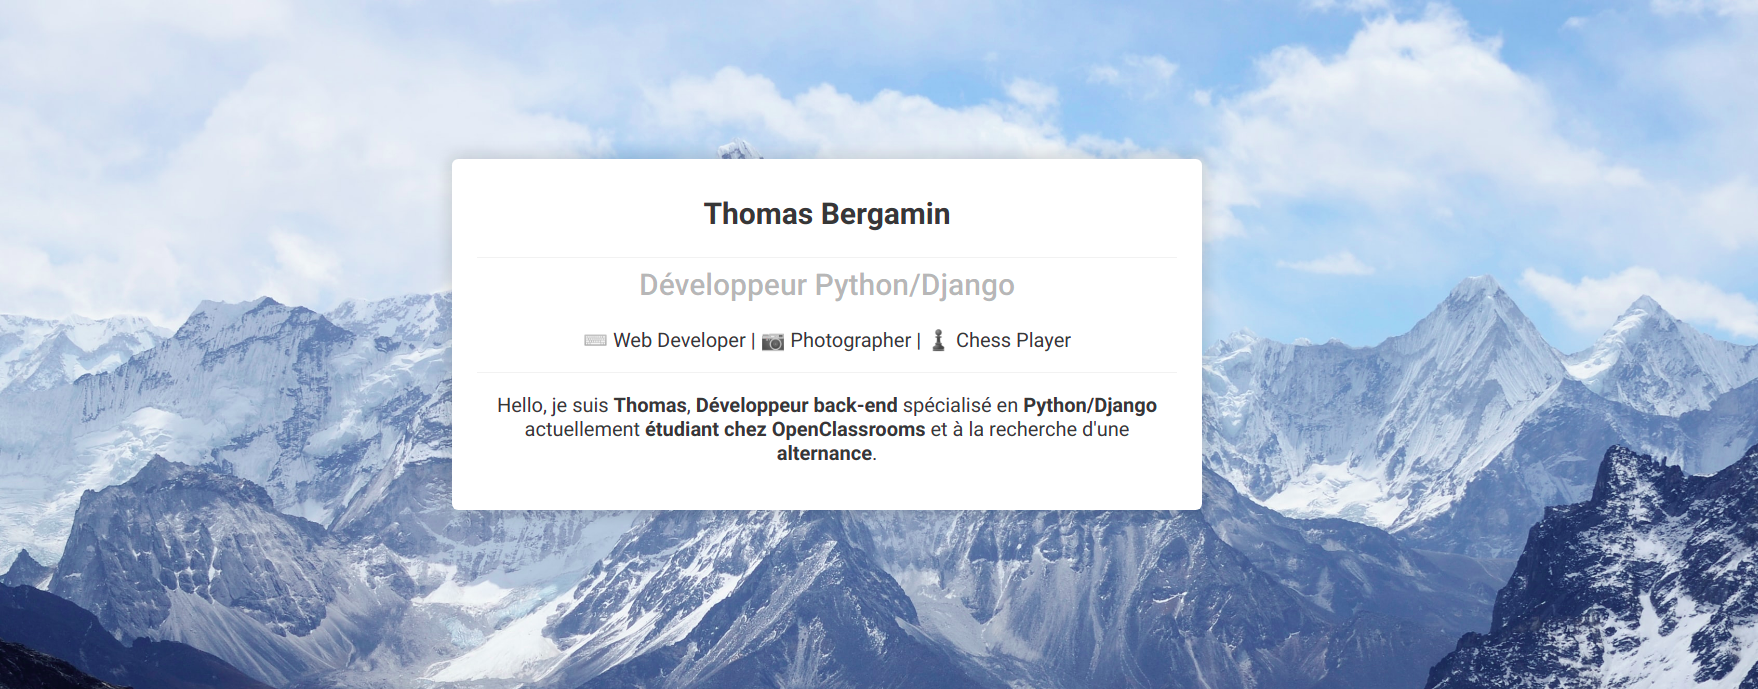 Thomas Bergamin
Développeur Python/Django
⌨️ Web Developer | 📷 Photographer | ♟️ Chess Player
Hello, je suis Thomas, Développeur back-end spécialisé en Python/Django
actuellement étudiant chez OpenClassrooms et à la recherche d'une
alternance.